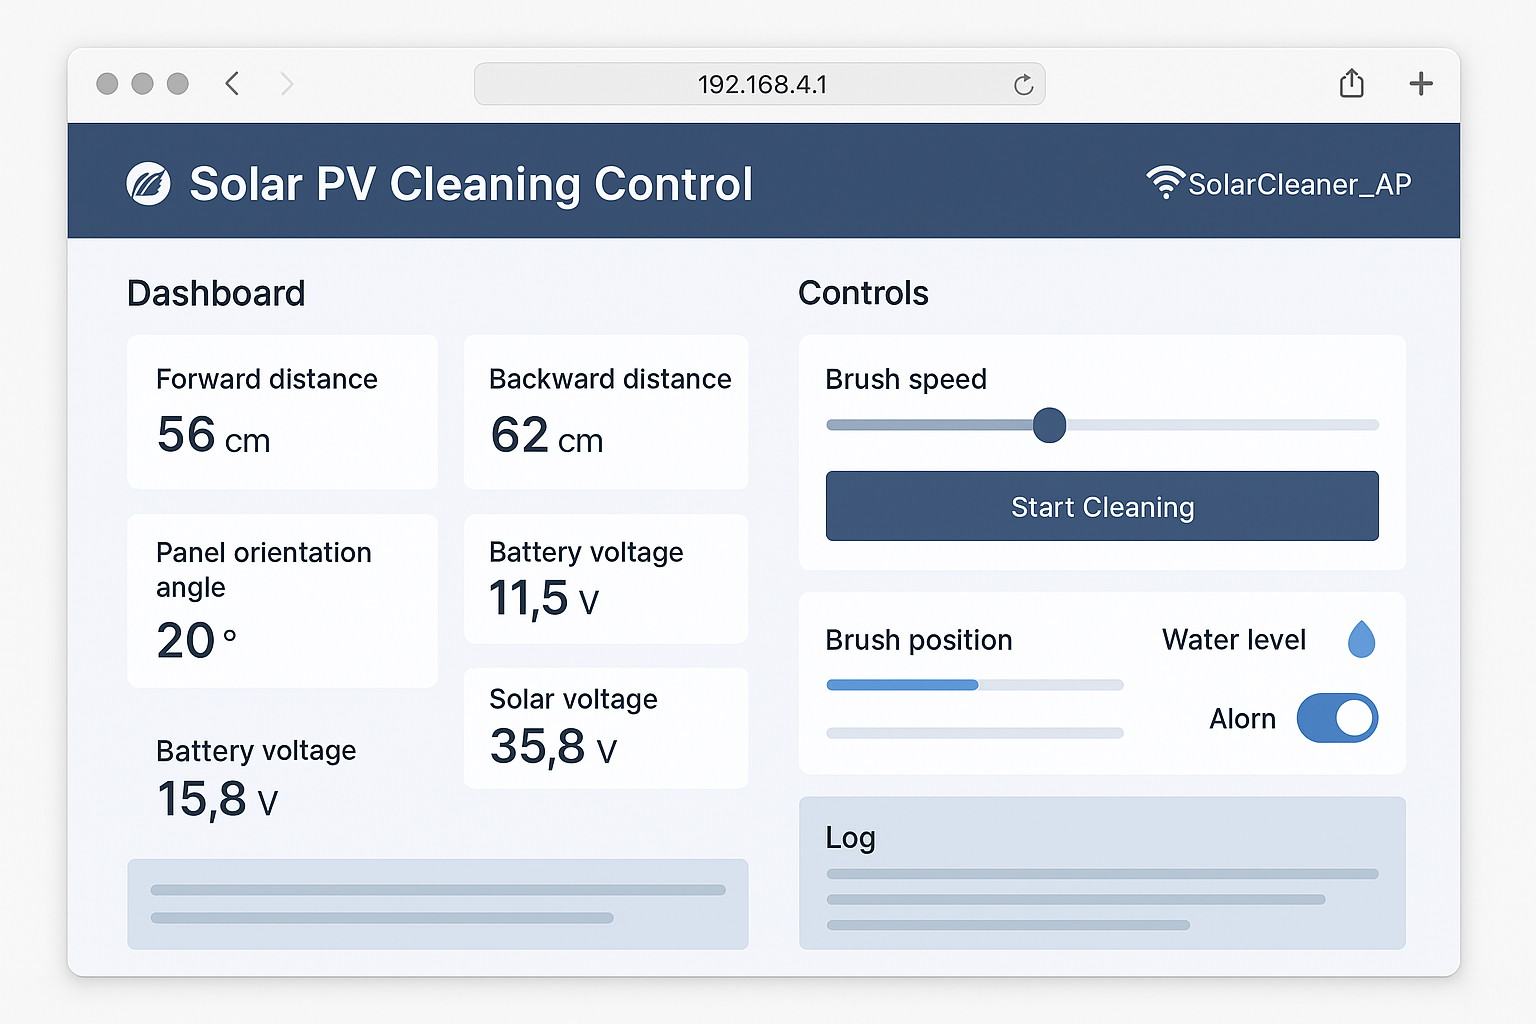 192.168.4.1
Solar PV Cleaning Control
SolarCleaner_AP
Dashboard
Forward distance
56 cm
Backward distance
62 cm
Panel orientation
angle
20 °
Battery voltage
11,5 V
Solar voltage
35,8 V
Battery voltage
15,8 V
Controls
Brush speed
Start Cleaning
Brush position
Water level
Alorn
Log